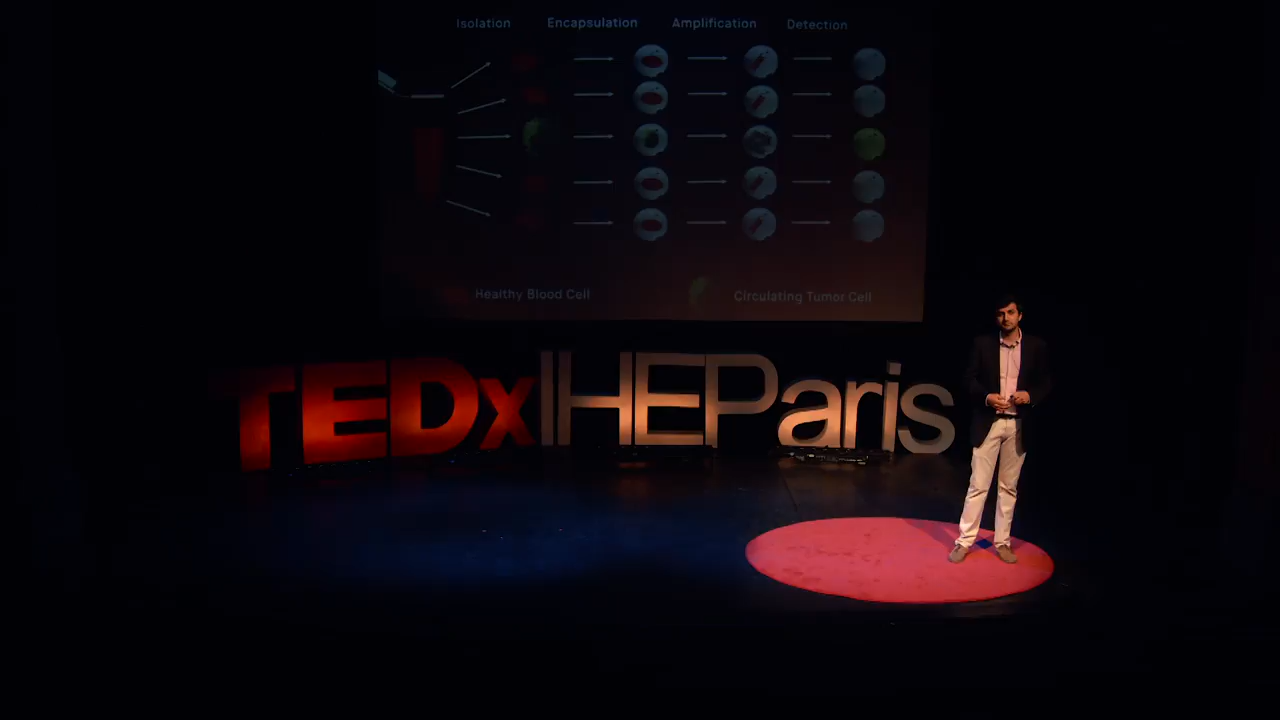 Isolation Encapsulation Amplification Detection
Healthy Blood Cell Circulating Tumor Cell
TEDxIHEParis